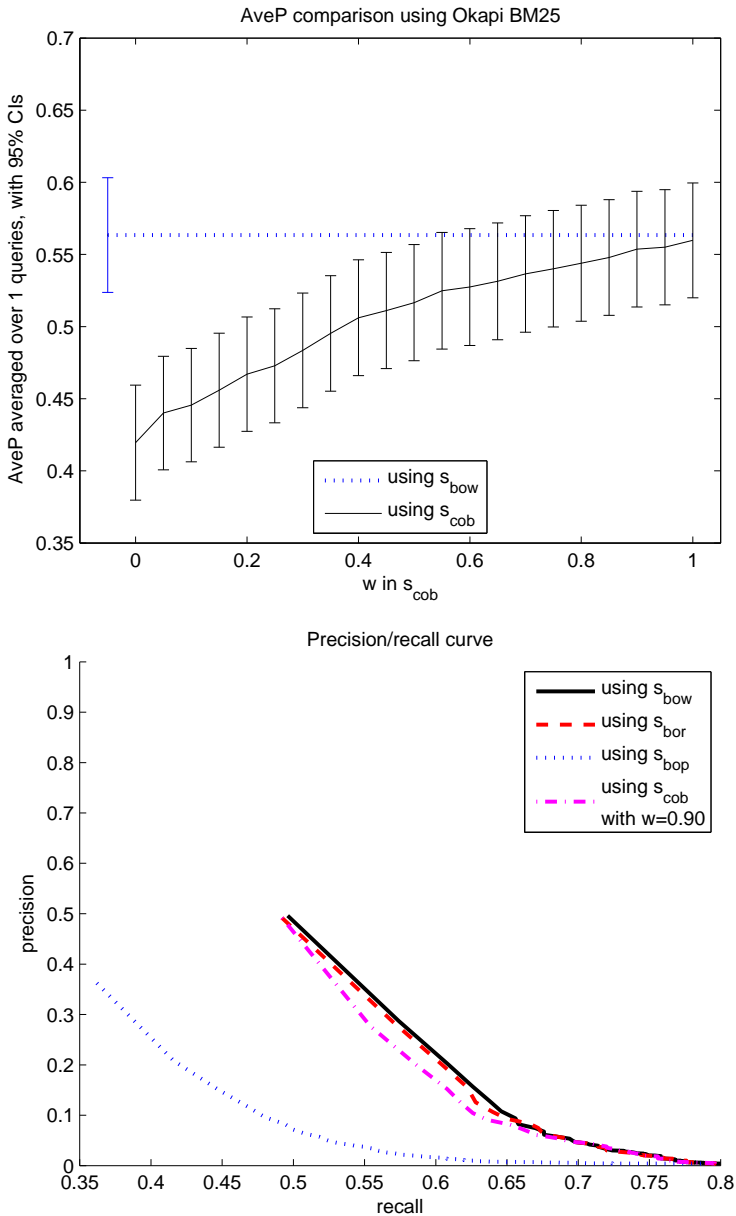 AveP comparison using Okapi BM25
AveP averaged over 1 queries, with 95% CIs
0.7
0.65
0.6
0.55
0.5
0.45
0.4
0.35
using s_bow
using s_cob
0 0.2 0.4 0.6 0.8 1
w in s_cob
Precision/recall curve
precision
1
0.9
0.8
0.7
0.6
0.5
0.4
0.3
0.2
0.1
0
using s_bow
using s_bor
using s_bop
using s_cob
with w=0.90
0.35 0.4 0.45 0.5 0.55 0.6 0.65 0.7 0.75 0.8
recall